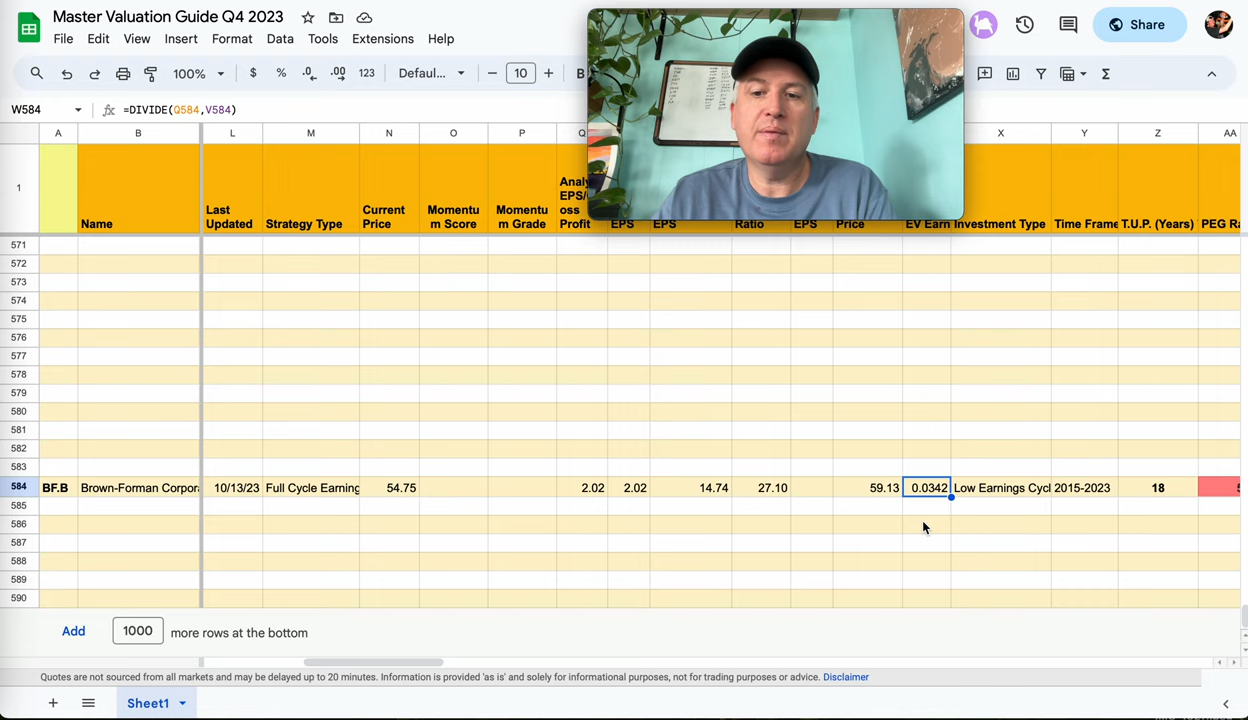 Master Valuation Guide Q4 2023
File Edit View Insert Format Data Tools Extensions Help
Share
100% $ % .0 .00 123 Defaul... 10 B
W584 =DIVIDE(Q584,V584)
A B L M N O P Q X Y Z AA
1 Name Last Updated Strategy Type Current Price Momentu m Score Momentu m Grade EPS/ oss Profit EPS EPS Ratio EPS Price EV Earn Investment Type Time Frame T.U.P. (Years)
571
572
573
574
575
576
577
578
579
580
581
582
583
584 BF.B Brown-Forman Corpor 10/13/23 Full Cycle Earning 54.75 2.02 2.02 14.74 27.10 59.13 0.0342 Low Earnings Cycl 2015-2023 18
585
586
587
588
589
590
Add 1000 more rows at the bottom
Quotes are not sourced from all markets and may be delayed up to 20 minutes. Information is provided 'as is' and solely for informational purposes, not for trading purposes or advice. Disclaimer
Sheet1